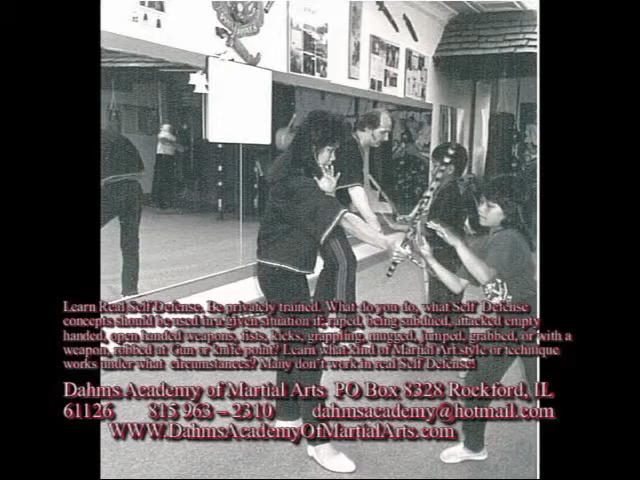 Learn Real Self Defense. Be privately trained. What do you do, what Self Defense
concepts should be used in a given situation if; raped, being subdued, attacked empty
handed, open handed weapons, fists, kicks, grappling, mugged, jumped, grabbed, or with a
weapon, robbed at Gun or knife point? Learn what kind of Martial Art style or technique
works under what circumstances? Many don't work in real Self Defense!
Dahms Academy of Martial Arts PO Box 8328 Rockford, IL
61126 815 963 – 2310 dahmsacademy@hotmail.com
WWW.DahmsAcademyOfMartialArts.com